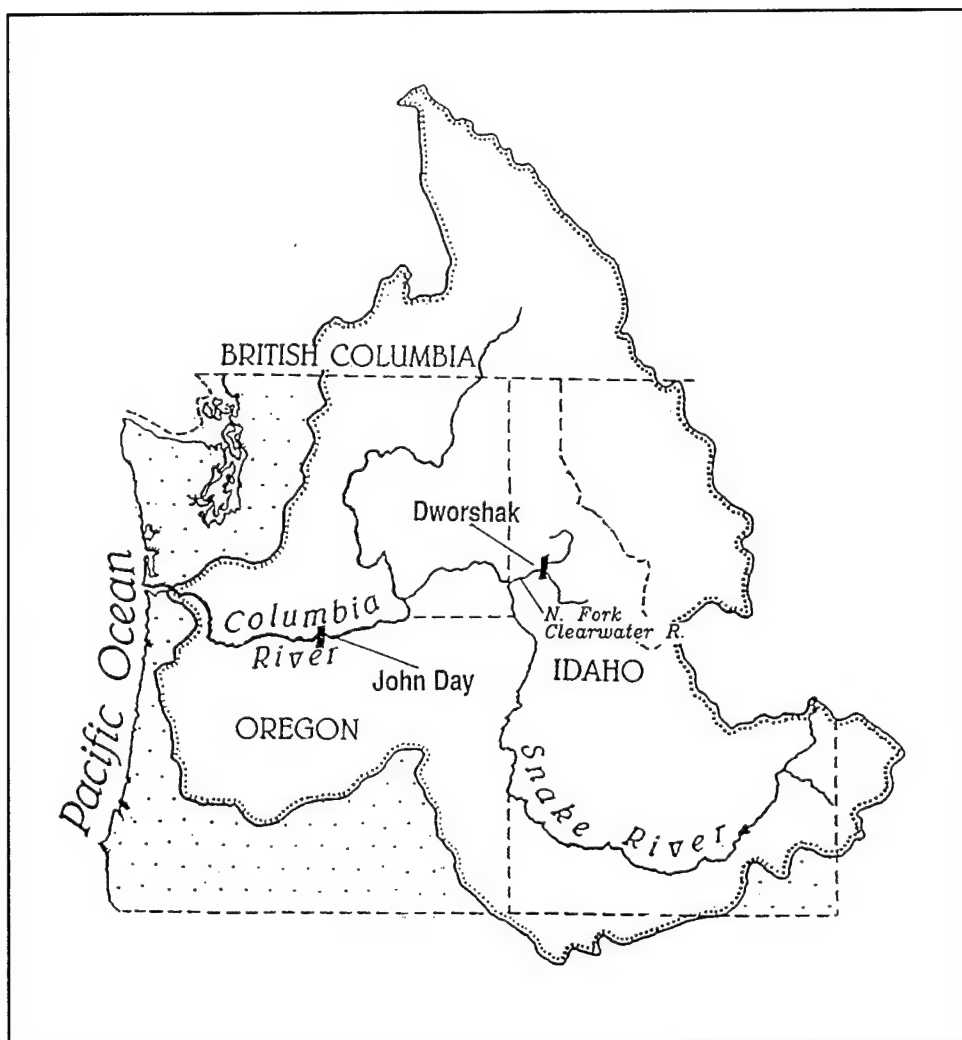 BRITISH COLUMBIA
Dworshak
N. Fork
Clearwater R.
Columbia
River
John Day
IDAHO
OREGON
Pacific Ocean
Snake River